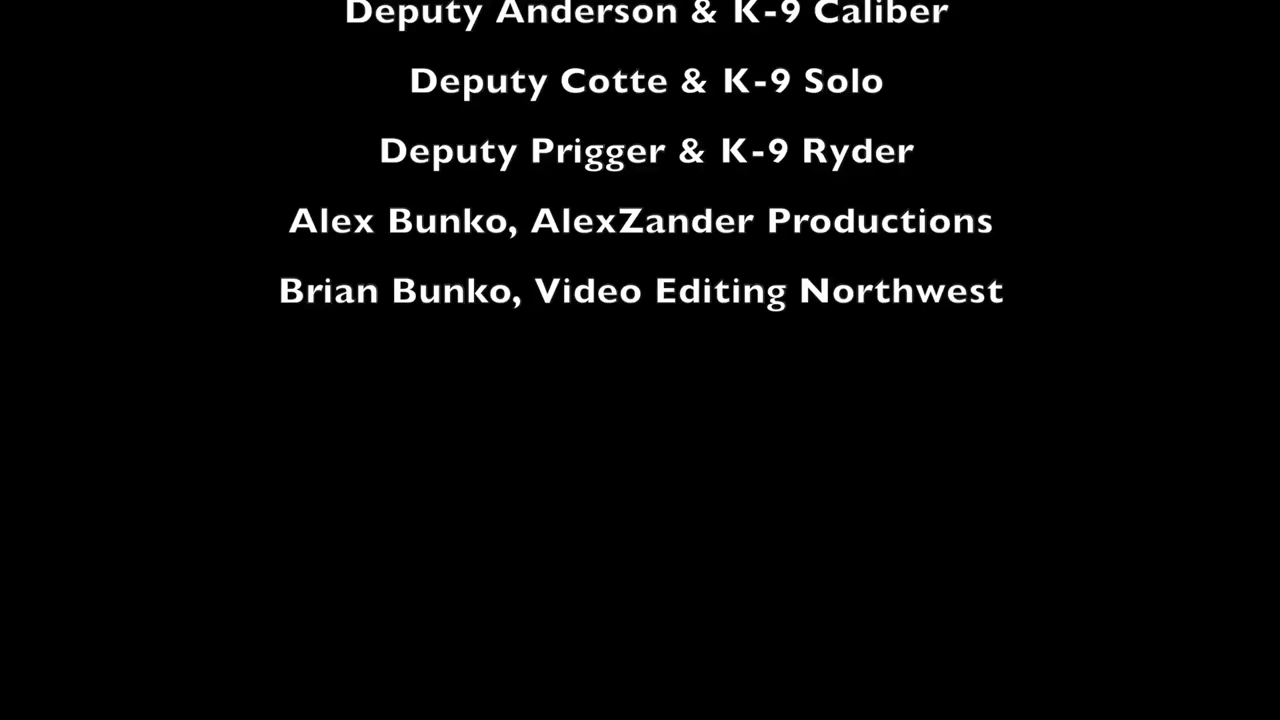 Deputy Anderson & K-9 Caliber
Deputy Cotte & K-9 Solo
Deputy Prigger & K-9 Ryder
Alex Bunko, AlexZander Productions
Brian Bunko, Video Editing Northwest